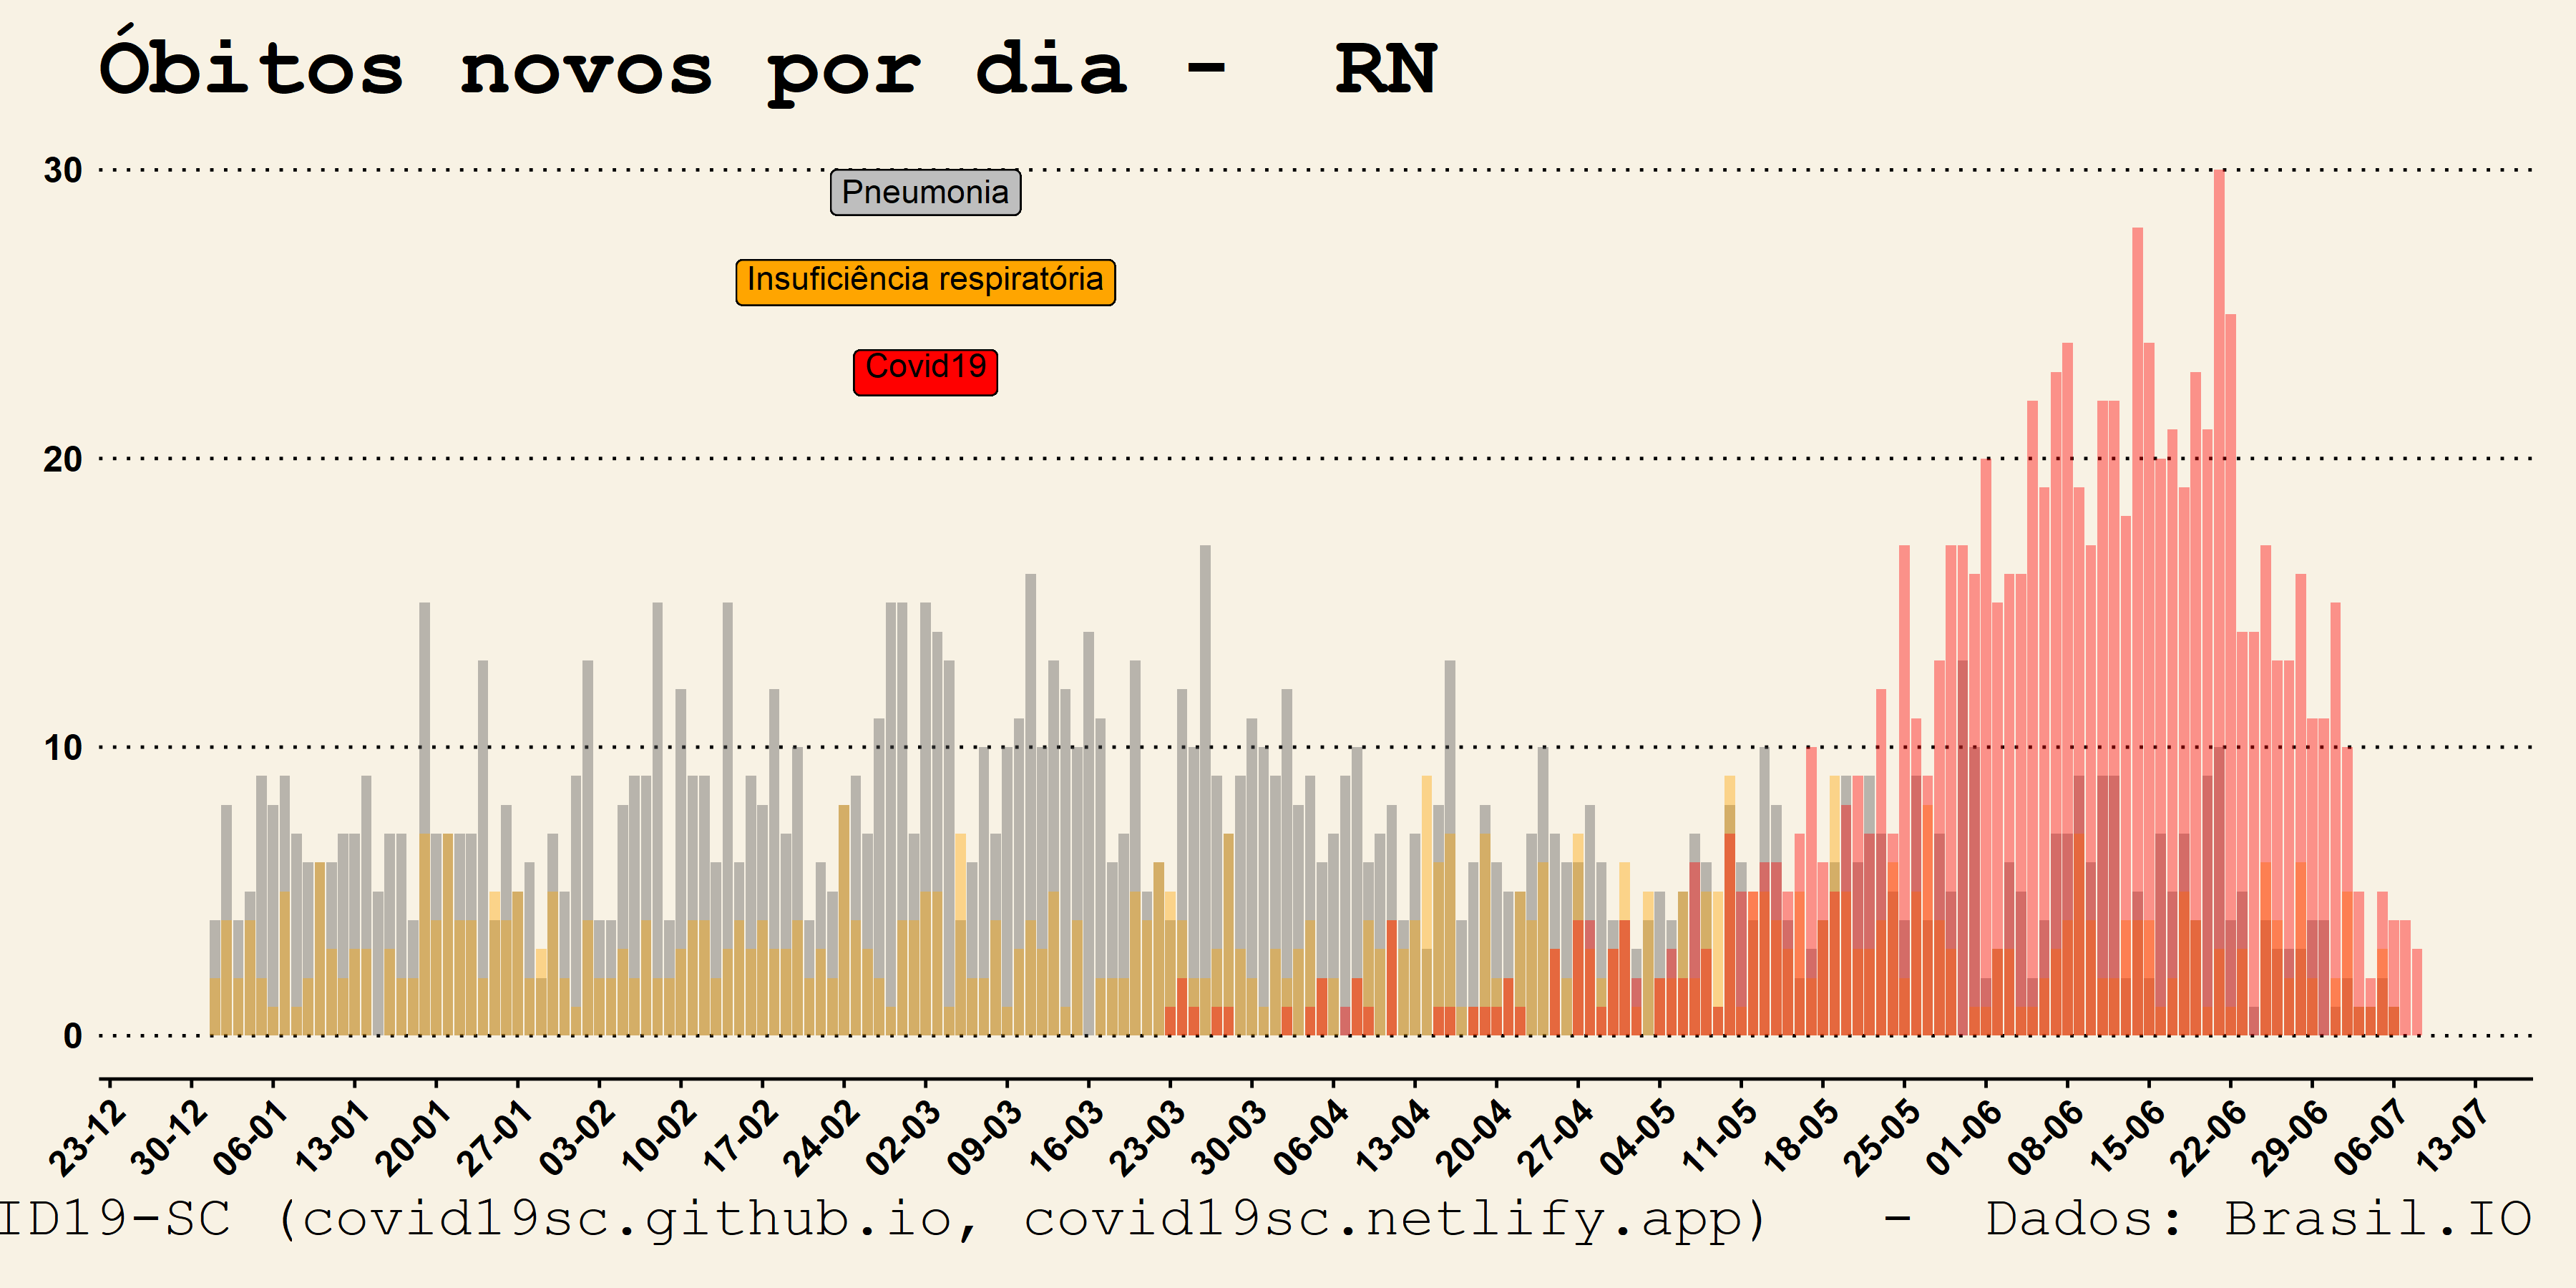 Óbitos novos por dia - RN
30
Pneumonia
Insuficiência respiratória
Covid19
20
10
0
23-12 30-12 06-01 13-01 20-01 27-01 03-02 10-02 17-02 24-02 02-03 09-03 16-03 23-03 30-03 06-04 13-04 20-04 27-04 04-05 11-05 18-05 25-05 01-06 08-06 15-06 22-06 29-06 06-07 13-07
ID19-SC (covid19sc.github.io, covid19sc.netlify.app) - Dados: Brasil.IO